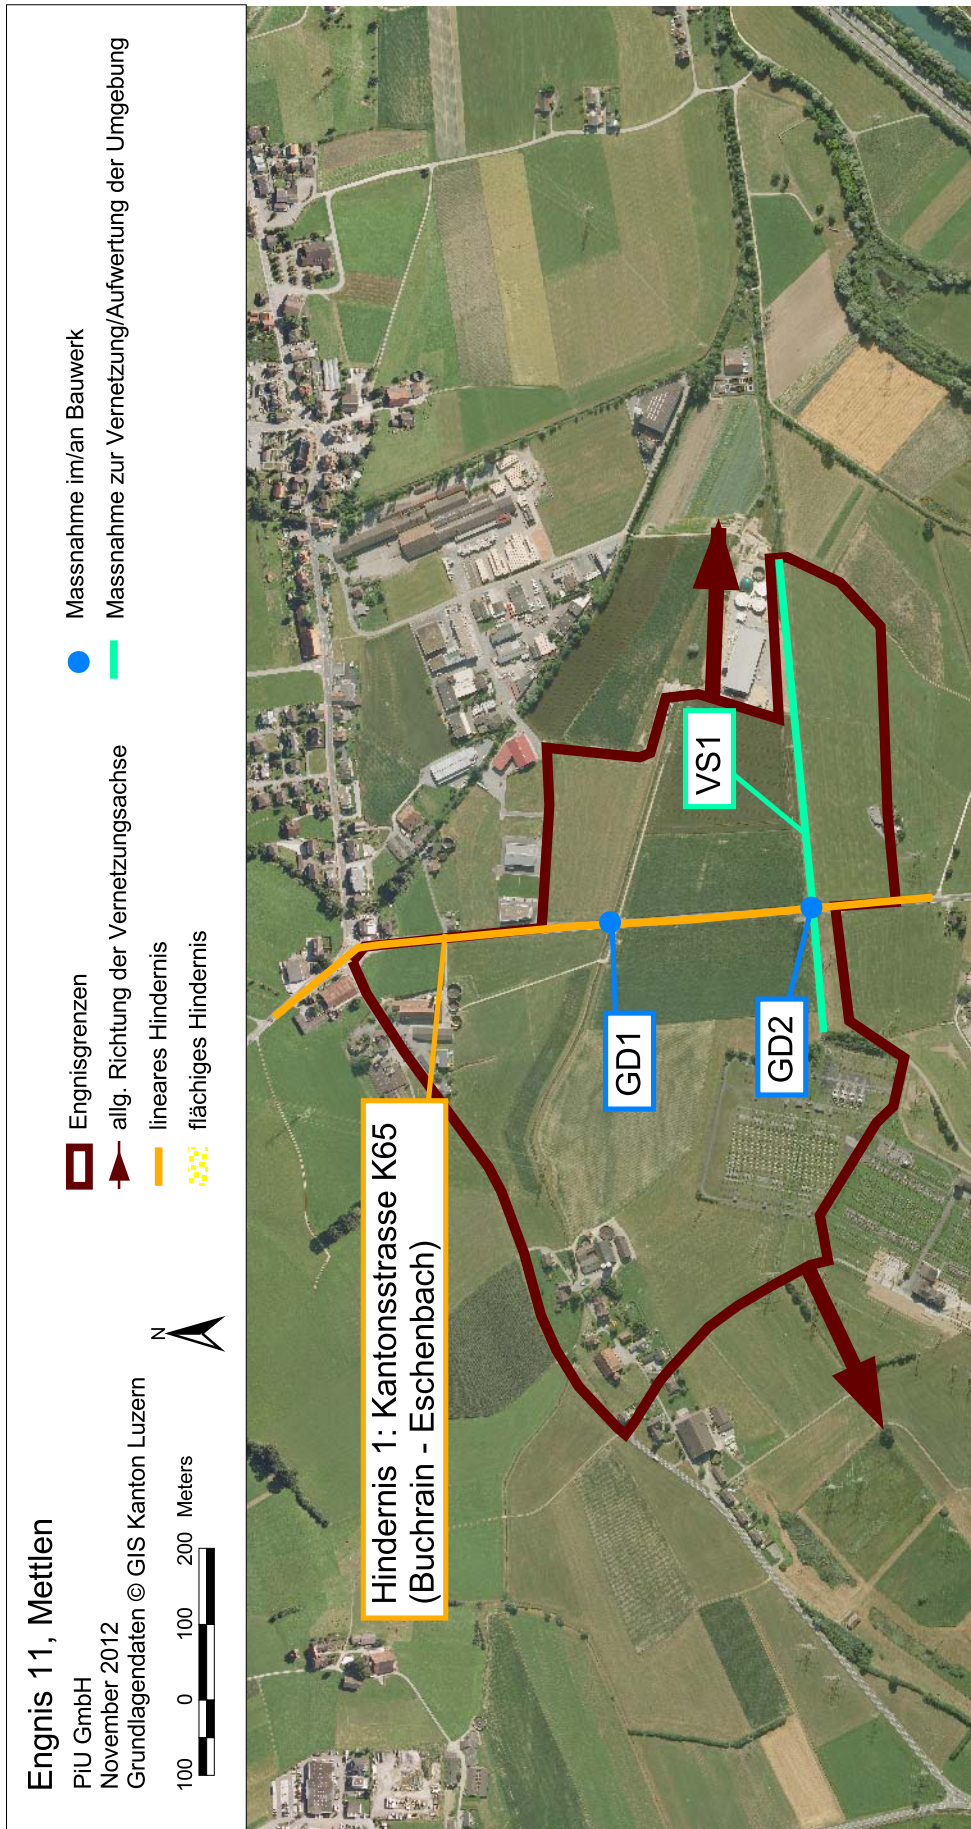 Engnis 11, Mettlen
PiU GmbH
November 2012
Grundlagendaten © GIS Kanton Luzern
100 0 100 200 Meters
N
Engnisgrenzen
allg. Richtung der Vernetzungsachse
lineares Hindernis
flächiges Hindernis
Massnahme im/an Bauwerk
Massnahme zur Vernetzung/Aufwertung der Umgebung
Hindernis 1: Kantonsstrasse K65
(Buchrain - Eschenbach)
GD1
GD2
VS1